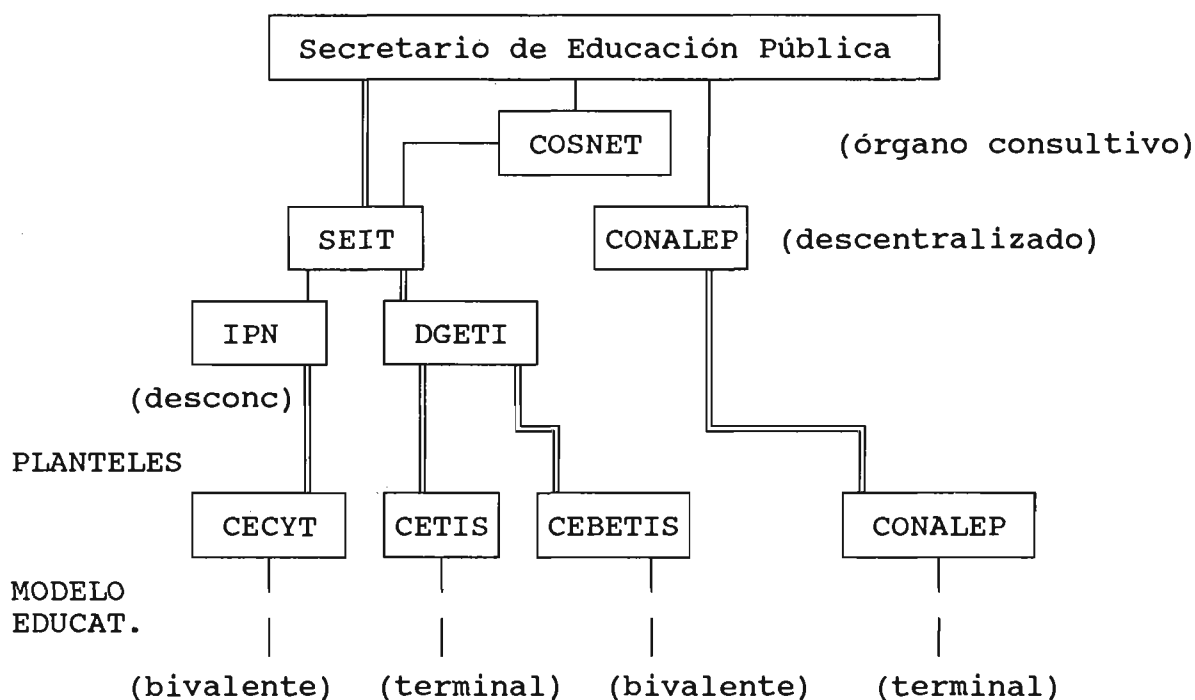 Secretario de Educación Pública
COSNET (órgano consultivo)
SEIT CONALEP (descentralizado)
IPN DGETI
(desconc)
PLANTELES
CECYT CETIS CEBETIS CONALEP
MODELO
EDUCAT.
(bivalente) (terminal) (bivalente) (terminal)